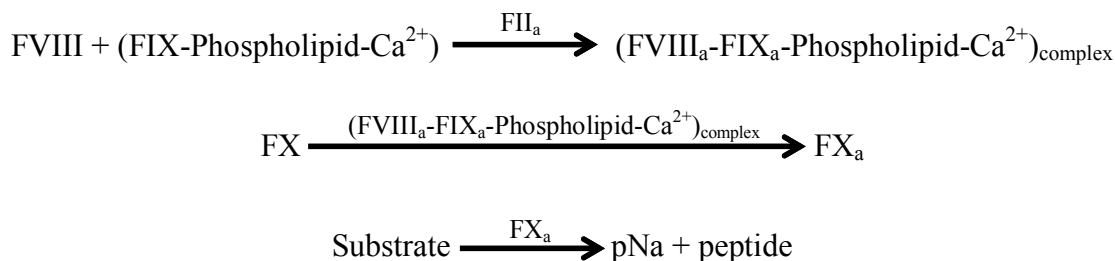 FVIII + (FIX-Phospholipid-Ca²⁺) FIIₐ (FVIIIₐ-FIXₐ-Phospholipid-Ca²⁺)complex
FX (FVIIIₐ-FIXₐ-Phospholipid-Ca²⁺)complex FXₐ
Substrate FXₐ pNa + peptide